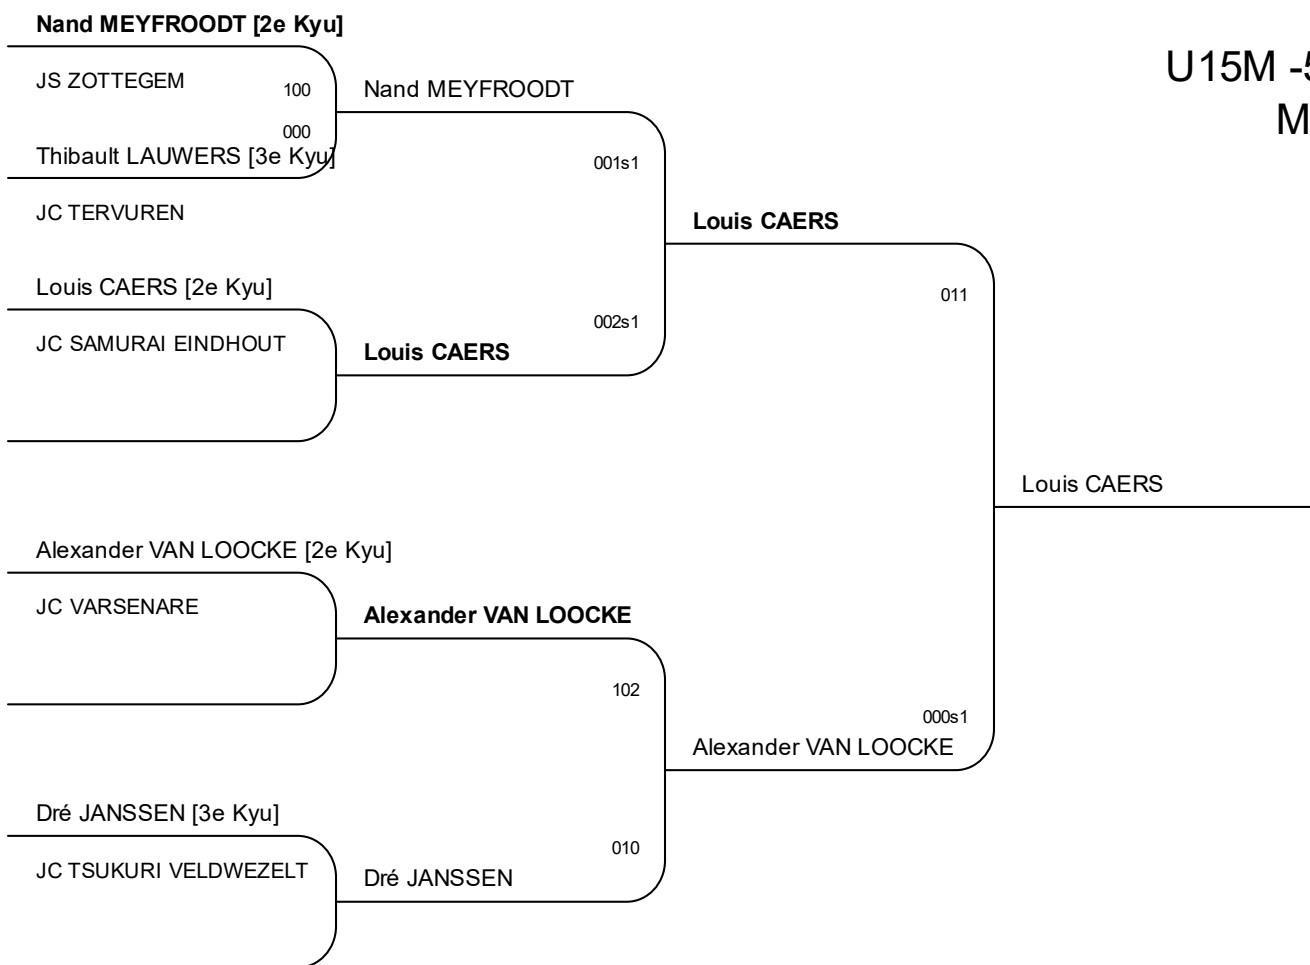 Nand MEYFROODT [2e Kyu]
JS ZOTTEGEM
100
000
Thibault LAUWERS [3e Kyu]
JC TERVUREN
Louis CAERS [2e Kyu]
JC SAMURAI EINDHOUT
Alexander VAN LOOCKE [2e Kyu]
JC VARSENARE
Dré JANSSEN [3e Kyu]
JC TSUKURI VELDWEZELT
Nand MEYFROODT
001s1
002s1
Louis CAERS
Alexander VAN LOOCKE
102
010
Dré JANSSEN
Louis CAERS
011
000s1
Alexander VAN LOOCKE
Louis CAERS
U15M -5
M